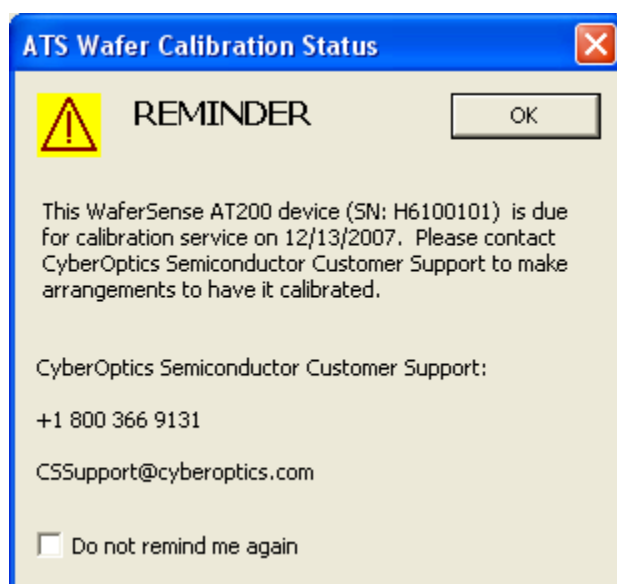 ATS Wafer Calibration Status
REMINDER
OK
This WaferSense AT200 device (SN: H6100101) is due
for calibration service on 12/13/2007. Please contact
CyberOptics Semiconductor Customer Support to make
arrangements to have it calibrated.
CyberOptics Semiconductor Customer Support:
+1 800 366 9131
CSSupport@cyberoptics.com
Do not remind me again